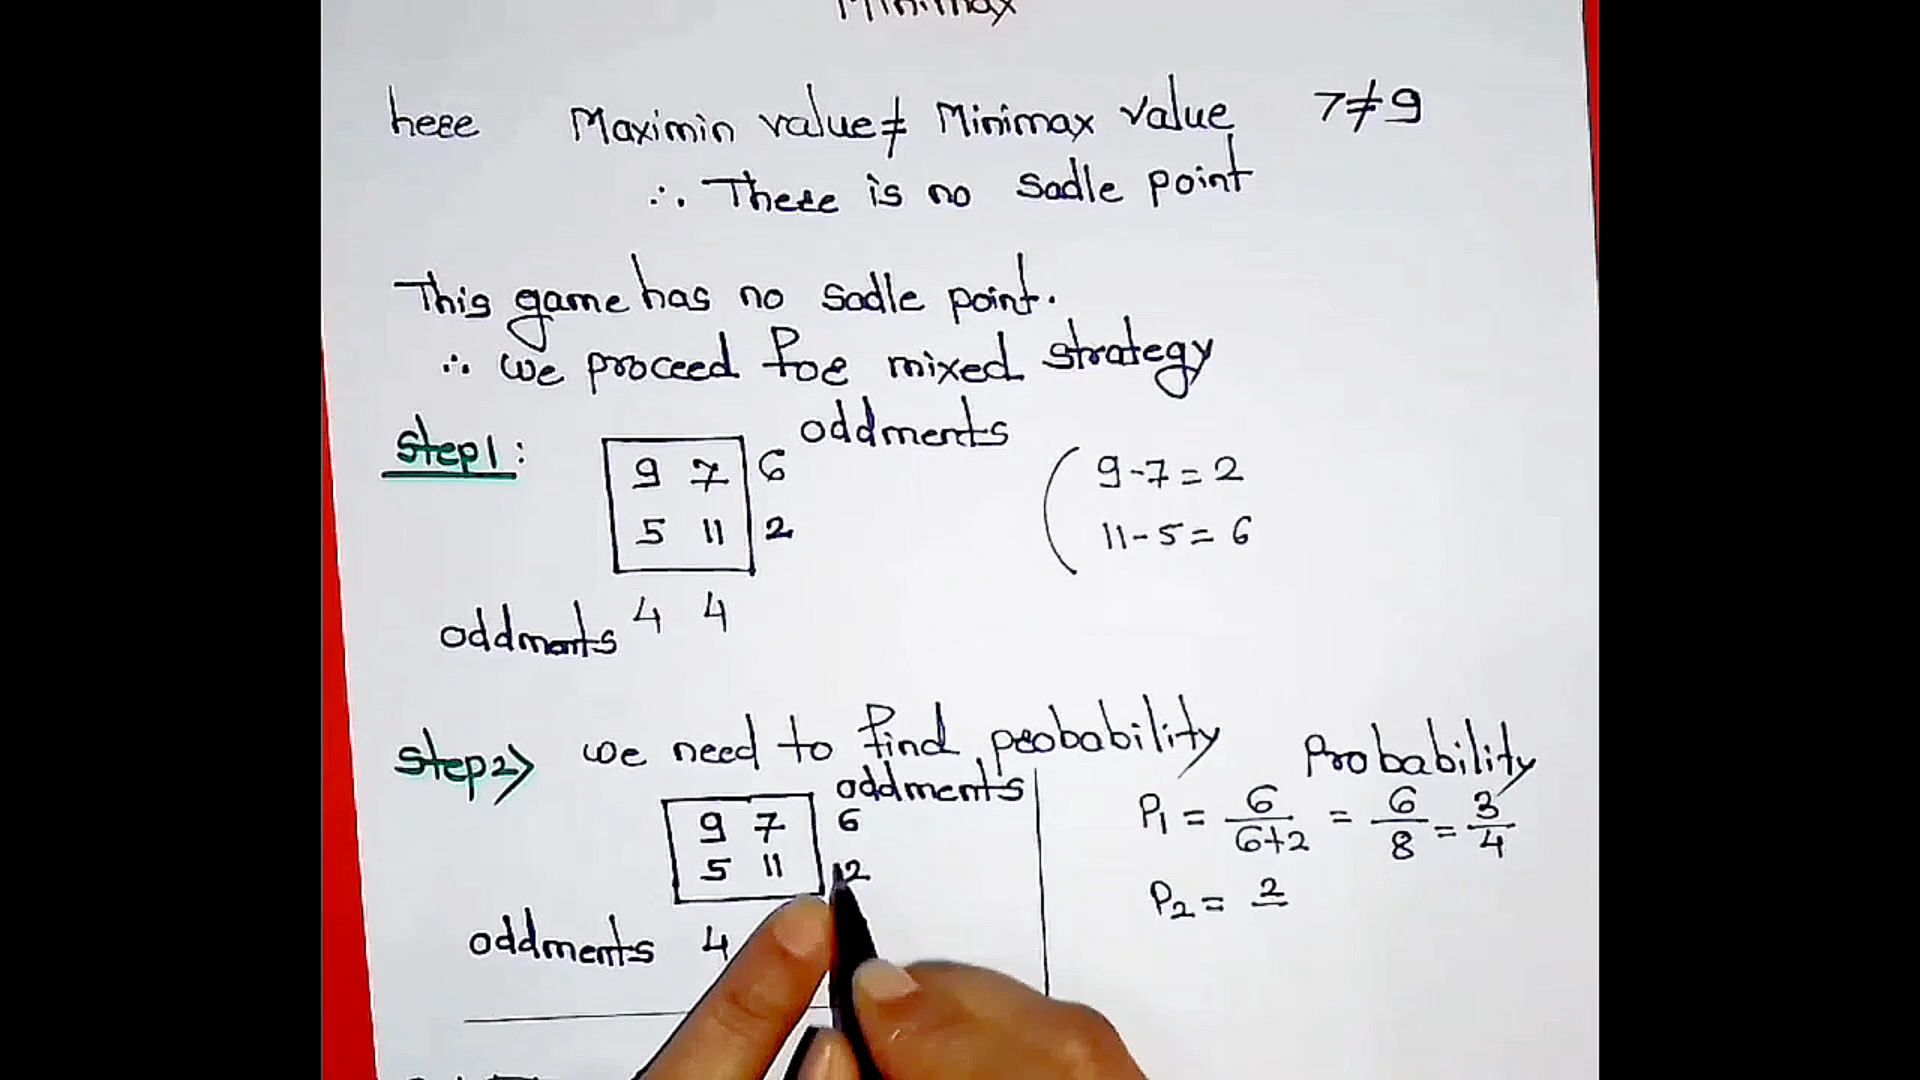 Minimax
here Maximin value ≠ Minimax value 7≠9
∴ There is no sadle point
This game has no sadle point.
∴ we proceed for mixed strategy
Step1: oddments
9 7 6
5 11 2
9-7=2
11-5=6
oddments 4 4
Step2> we need to find probability
oddments
9 7 6
5 11 2
oddments 4
Probability
P1 = 6/6+2 = 6/8 = 3/4
P2 = 2